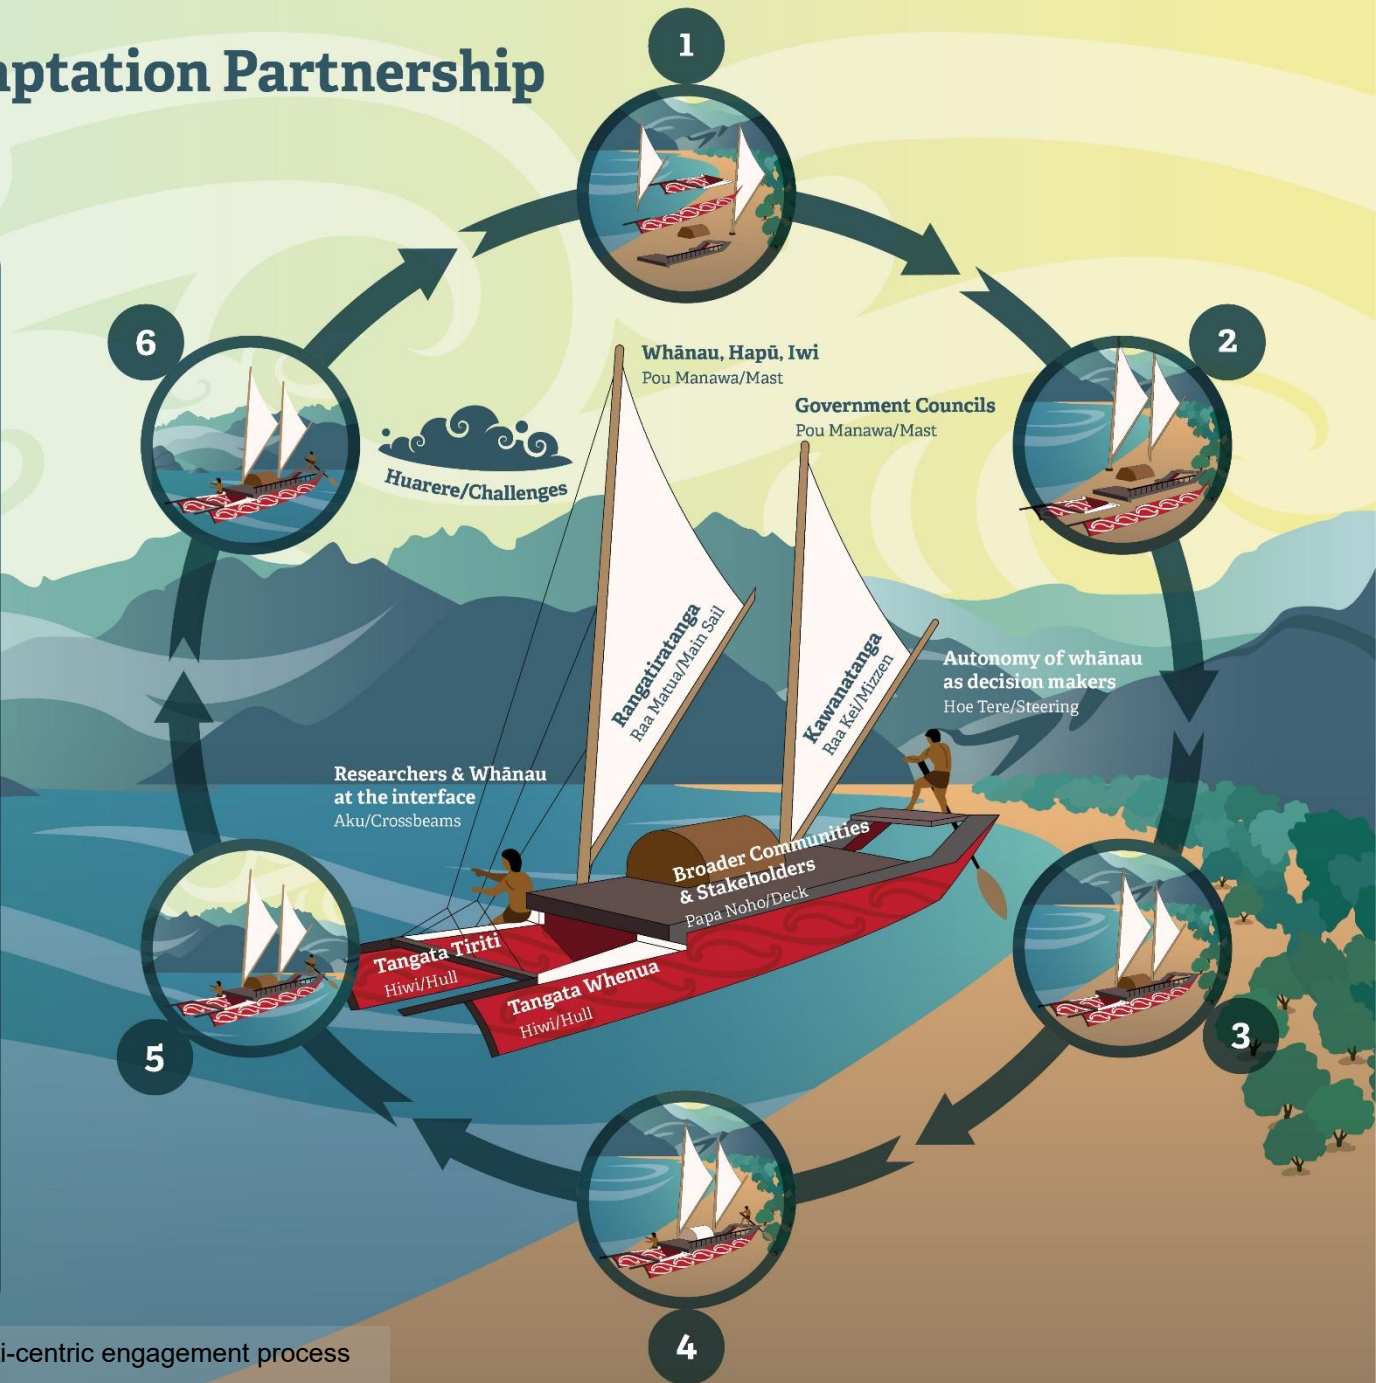 aptation Partnership
1
2
6
Whānau, Hapū, Iwi
Pou Manawa/Mast
Government Councils
Pou Manawa/Mast
Huarere/Challenges
Rangatiratanga
Raa Matua/Main Sail
Kawanatanga
Raa Kei/Mizzen
Autonomy of whānau
as decision makers
Hoe Tere/Steering
Researchers & Whānau
at the interface
Aku/Crossbeams
Broader Communities
& Stakeholders
Papa Noho/Deck
Tangata Tiriti
Hiwi/Hull
Tangata Whenua
Hiwi/Hull
3
5
4
i-centric engagement process